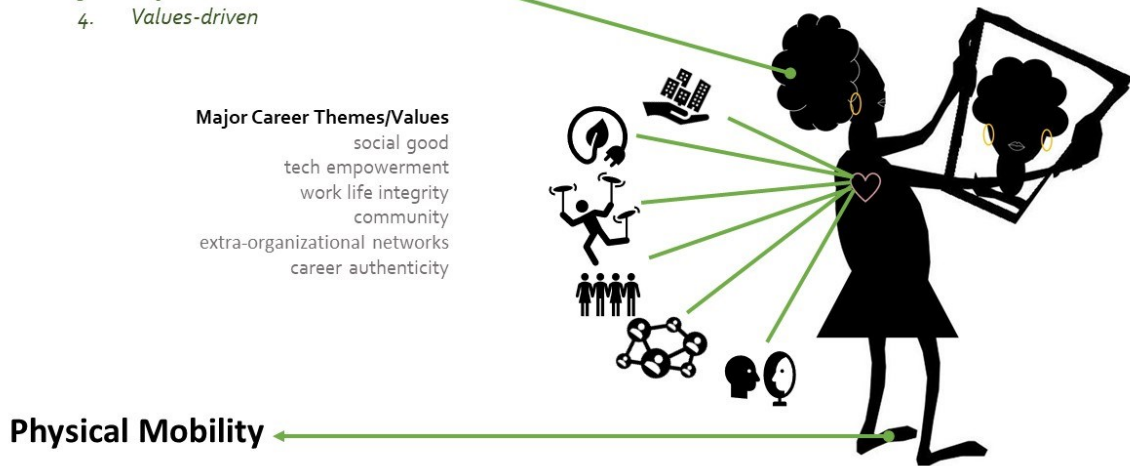 4. Values-driven
Major Career Themes/Values
social good
tech empowerment
work life integrity
community
extra-organizational networks
career authenticity
Physical Mobility